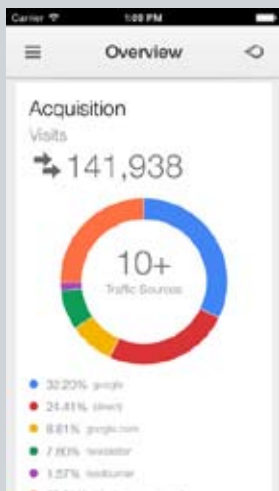 Carrier 1:09 PM
Overview
Acquisition
Visits
141,938
10+
Traffic Sources
32.20% google
24.41% (direct)
8.81% google.com
7.80% newsletter
1.57% feedburner